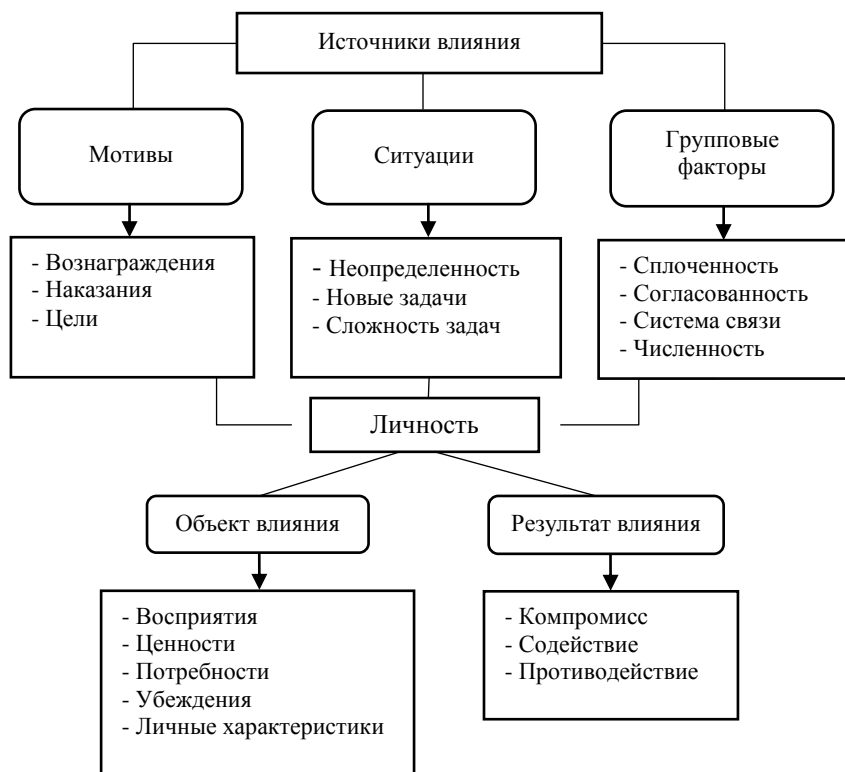 Источники влияния
Мотивы
Ситуации
Групповые
факторы
- Вознаграждения
- Наказания
- Цели
- Неопределенность
- Новые задачи
- Сложность задач
- Сплоченность
- Согласованность
- Система связи
- Численность
Личность
Объект влияния
Результат влияния
- Восприятия
- Ценности
- Потребности
- Убеждения
- Личные характеристики
- Компромисс
- Содействие
- Противодействие